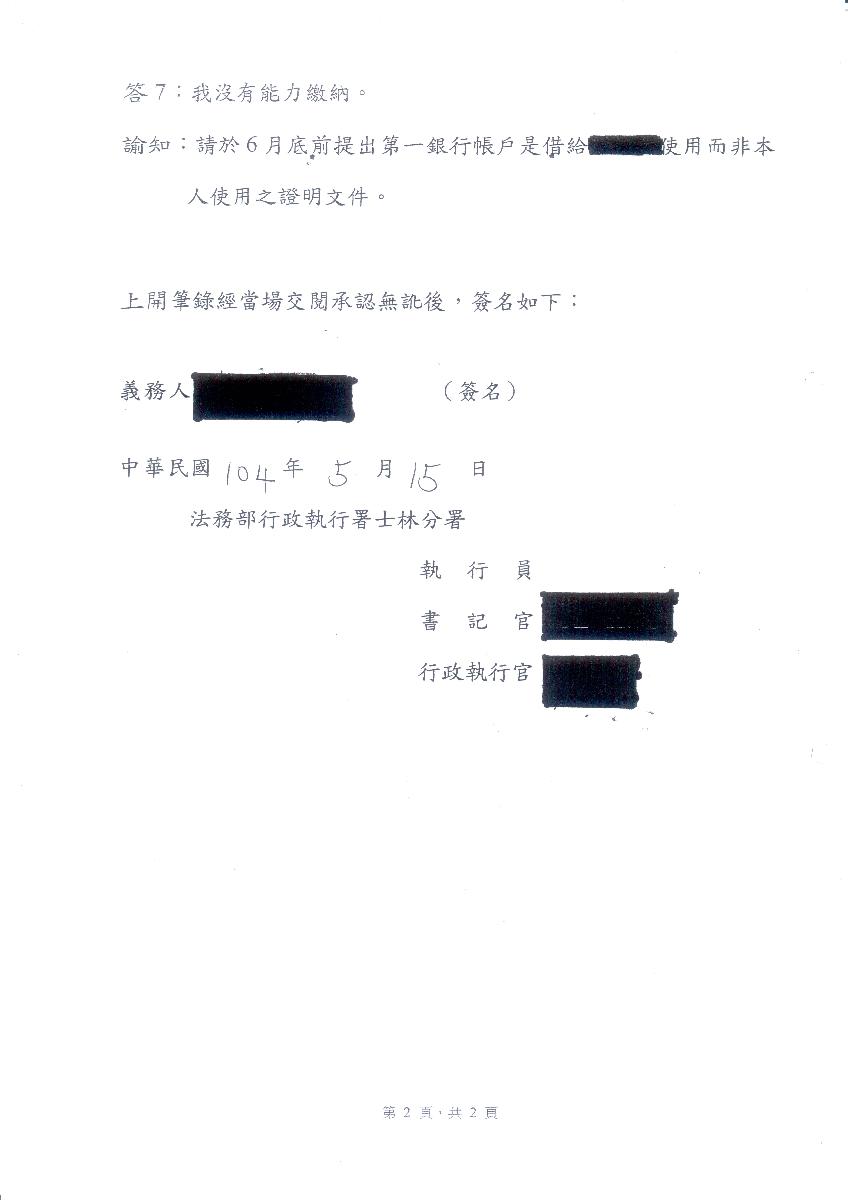 答7：我沒有能力繳納。
諭知：請於6月底前提出第一銀行帳戶是借給使用而非本
人使用之證明文件。
上開筆錄經當場交閱承認無訛後，簽名如下：
義務人（簽名）
中華民國104年5月15日
法務部行政執行署士林分署
執行員
書記官
行政執行官
第2頁，共2頁